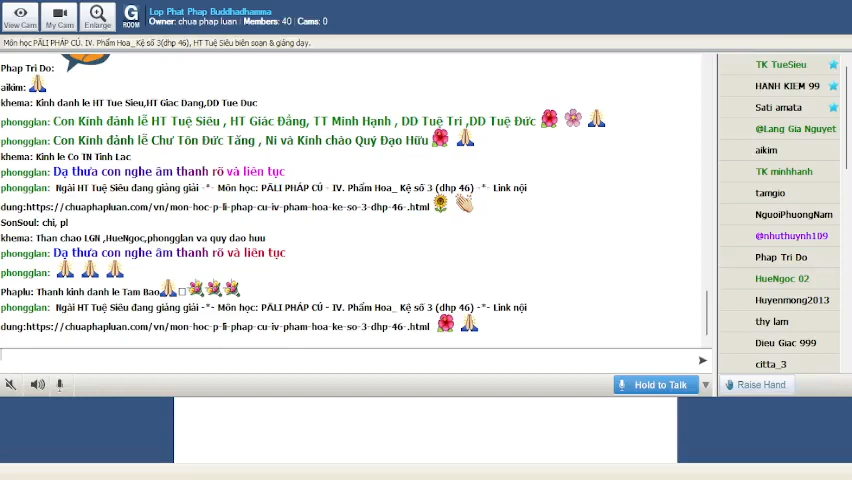 View Cam
My Cam
Enlarge
G
ROOM
Lop Phat Phap Buddhadhamma
Owner: chua phap luan | Members: 40 | Cams: 0
Môn học PĀLI PHÁP CÚ. IV. Phẩm Hoa_Kệ số 3(dhp 46), HT Tuệ Siêu biên soạn & giảng dạy.
Phap Tri Do:
aikim:
khema: Kinh danh le HT Tue Sieu,HT Giac Dang,DD Tue Duc
phongglan: Con Kính đảnh lễ HT Tuệ Siêu , HT Giác Đẳng, TT Minh Hạnh , DD Tuệ Tri ,DD Tuệ Đức
phongglan: Con Kính đảnh lễ Chư Tôn Đức Tăng , Ni và Kính chào Quý Đạo Hữu
khema: Kinh le Co TN Tinh Lac
phongglan: Dạ thưa con nghe âm thanh rõ và liên tục
phongglan: Ngài HT Tuệ Siêu đang giảng giải -*- Môn học: PĀLI PHÁP CÚ - IV. Phẩm Hoa_ Kệ số 3 (dhp 46) -*- Link nội
dung:https://chuaphapluan.com/vn/mon-hoc-p-li-phap-cu-iv-pham-hoa-ke-so-3-dhp-46-.html
SonSoul: chi, pl
khema: Than chao LGN ,HueNgoc,phongglan va quy dao huu
phongglan: Dạ thưa con nghe âm thanh rõ và liên tục
phongglan:
Phaplu: Thanh kinh danh le Tam Bao
phongglan: Ngài HT Tuệ Siêu đang giảng giải -*- Môn học: PĀLI PHÁP CÚ - IV. Phẩm Hoa_ Kệ số 3 (dhp 46) -*- Link nội
dung:https://chuaphapluan.com/vn/mon-hoc-p-li-phap-cu-iv-pham-hoa-ke-so-3-dhp-46-.html
Hold to Talk
TK TueSieu
HANH KIEM 99
Sati amata
@Lang Gia Nguyet
aikim
TK minhhanh
tamgio
NguoiPhuongNam
@nhuthuynh109
Phap Tri Do
HueNgoc 02
Huyenmong2013
thy lam
Dieu Giac 999
citta_3
Raise Hand